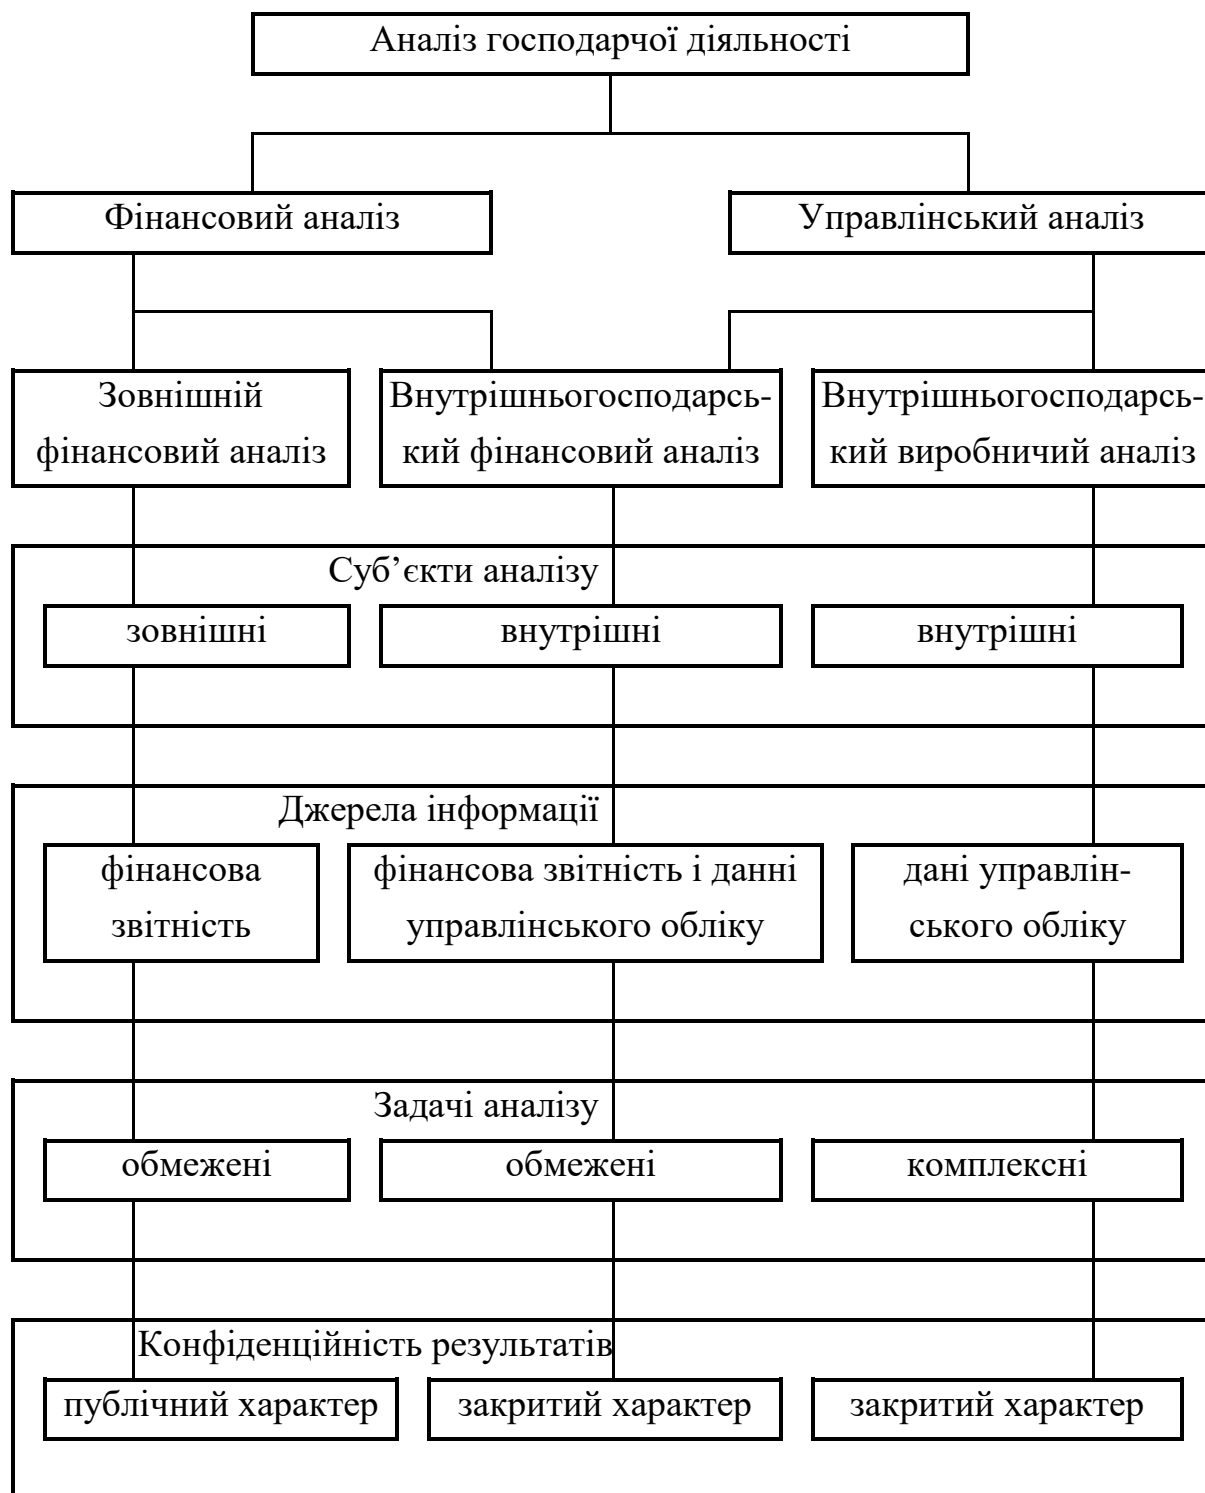 Аналіз господарчої діяльності
Фінансовий аналіз
Управлінський аналіз
Зовнішній
фінансовий аналіз
Внутрішньогосподарсь-
кий фінансовий аналіз
Внутрішньогосподарсь-
кий виробничий аналіз
Суб’єкти аналізу
зовнішні
внутрішні
внутрішні
Джерела інформації
фінансова
звітність
фінансова звітність і данні
управлінського обліку
дані управлін-
ського обліку
Задачі аналізу
обмежені
обмежені
комплексні
Конфіденційність результатів
публічний характер
закритий характер
закритий характер